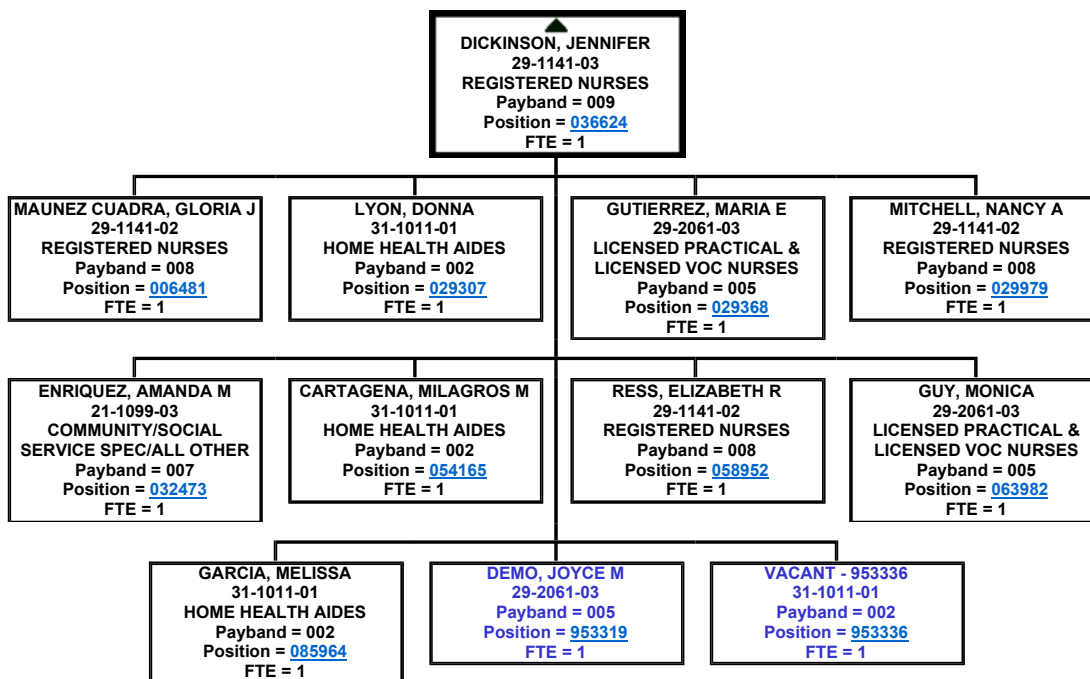 DICKINSON, JENNIFER
29-1141-03
REGISTERED NURSES
Payband = 009
Position = 036624
FTE = 1
MAUNEZ CUADRA, GLORIA J
29-1141-02
REGISTERED NURSES
Payband = 008
Position = 006481
FTE = 1
LYON, DONNA
31-1011-01
HOME HEALTH AIDES
Payband = 002
Position = 029307
FTE = 1
GUTIERREZ, MARIA E
29-2061-03
LICENSED PRACTICAL &
LICENSED VOC NURSES
Payband = 005
Position = 029368
FTE = 1
MITCHELL, NANCY A
29-1141-02
REGISTERED NURSES
Payband = 008
Position = 029979
FTE = 1
ENRIQUEZ, AMANDA M
21-1099-03
COMMUNITY/SOCIAL
SERVICE SPEC/ALL OTHER
Payband = 007
Position = 032473
FTE = 1
CARTAGENA, MILAGROS M
31-1011-01
HOME HEALTH AIDES
Payband = 002
Position = 054165
FTE = 1
RESS, ELIZABETH R
29-1141-02
REGISTERED NURSES
Payband = 008
Position = 058952
FTE = 1
GUY, MONICA
29-2061-03
LICENSED PRACTICAL &
LICENSED VOC NURSES
Payband = 005
Position = 063982
FTE = 1
GARCIA, MELISSA
31-1011-01
HOME HEALTH AIDES
Payband = 002
Position = 085964
FTE = 1
DEMO, JOYCE M
29-2061-03
Payband = 005
Position = 953319
FTE = 1
VACANT - 953336
31-1011-01
Payband = 002
Position = 953336
FTE = 1